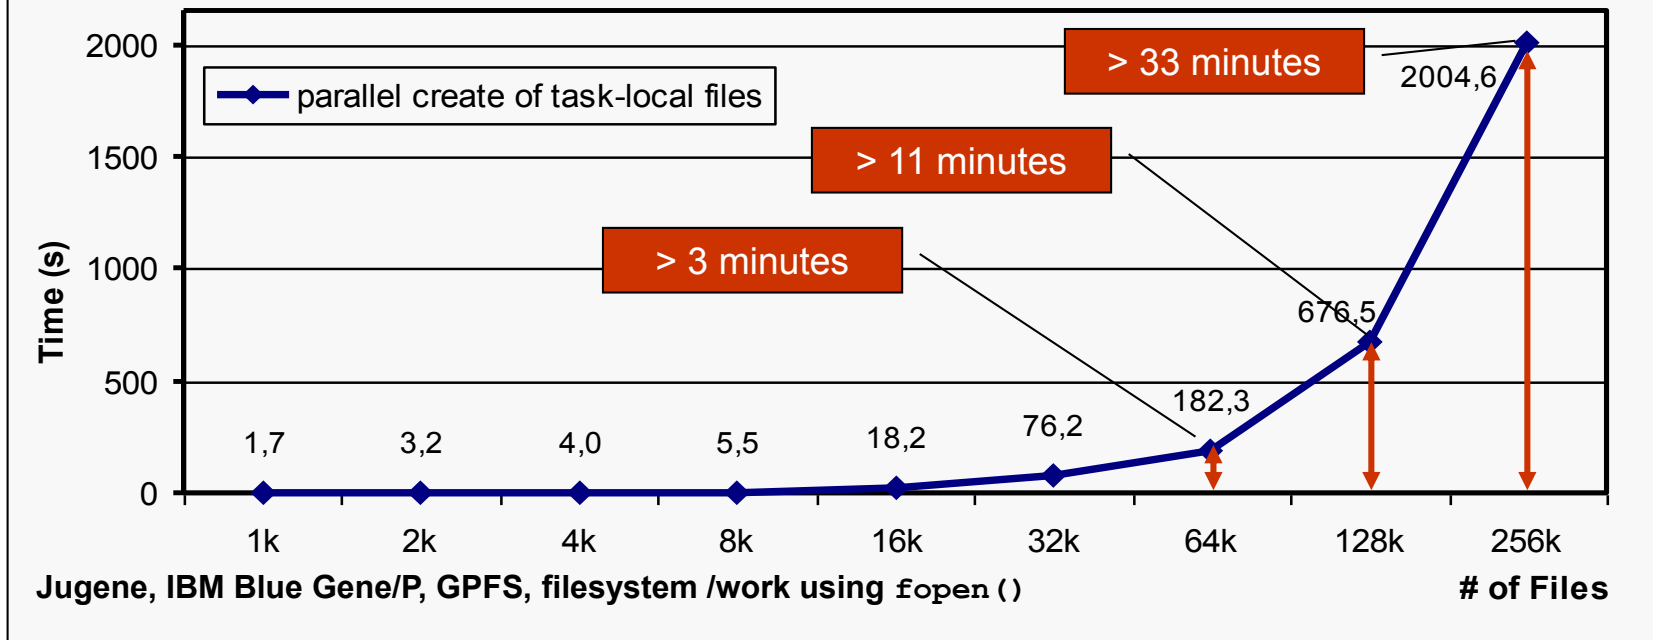 2000
> 33 minutes
2004,6
parallel create of task-local files
1500
> 11 minutes
1000
> 3 minutes
Time (s)
676,5
500
182,3
1,7 3,2 4,0 5,5 18,2 76,2
0
1k 2k 4k 8k 16k 32k 64k 128k 256k
Jugene, IBM Blue Gene/P, GPFS, filesystem /work using fopen() # of Files